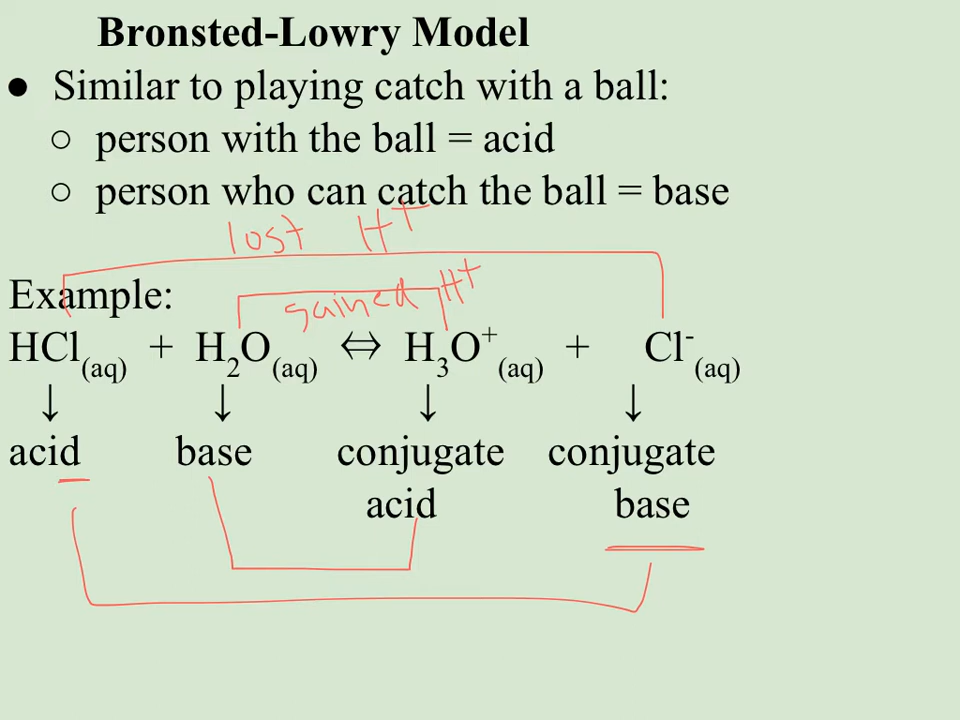 Bronsted-Lowry Model
● Similar to playing catch with a ball:
○ person with the ball = acid
○ person who can catch the ball = base
lost H⁺
gained H⁺
Example:
HCl(aq) + H₂O(aq) ⇔ H₃O⁺(aq) + Cl⁻(aq)
↓ ↓ ↓ ↓
acid base conjugate conjugate
acid base